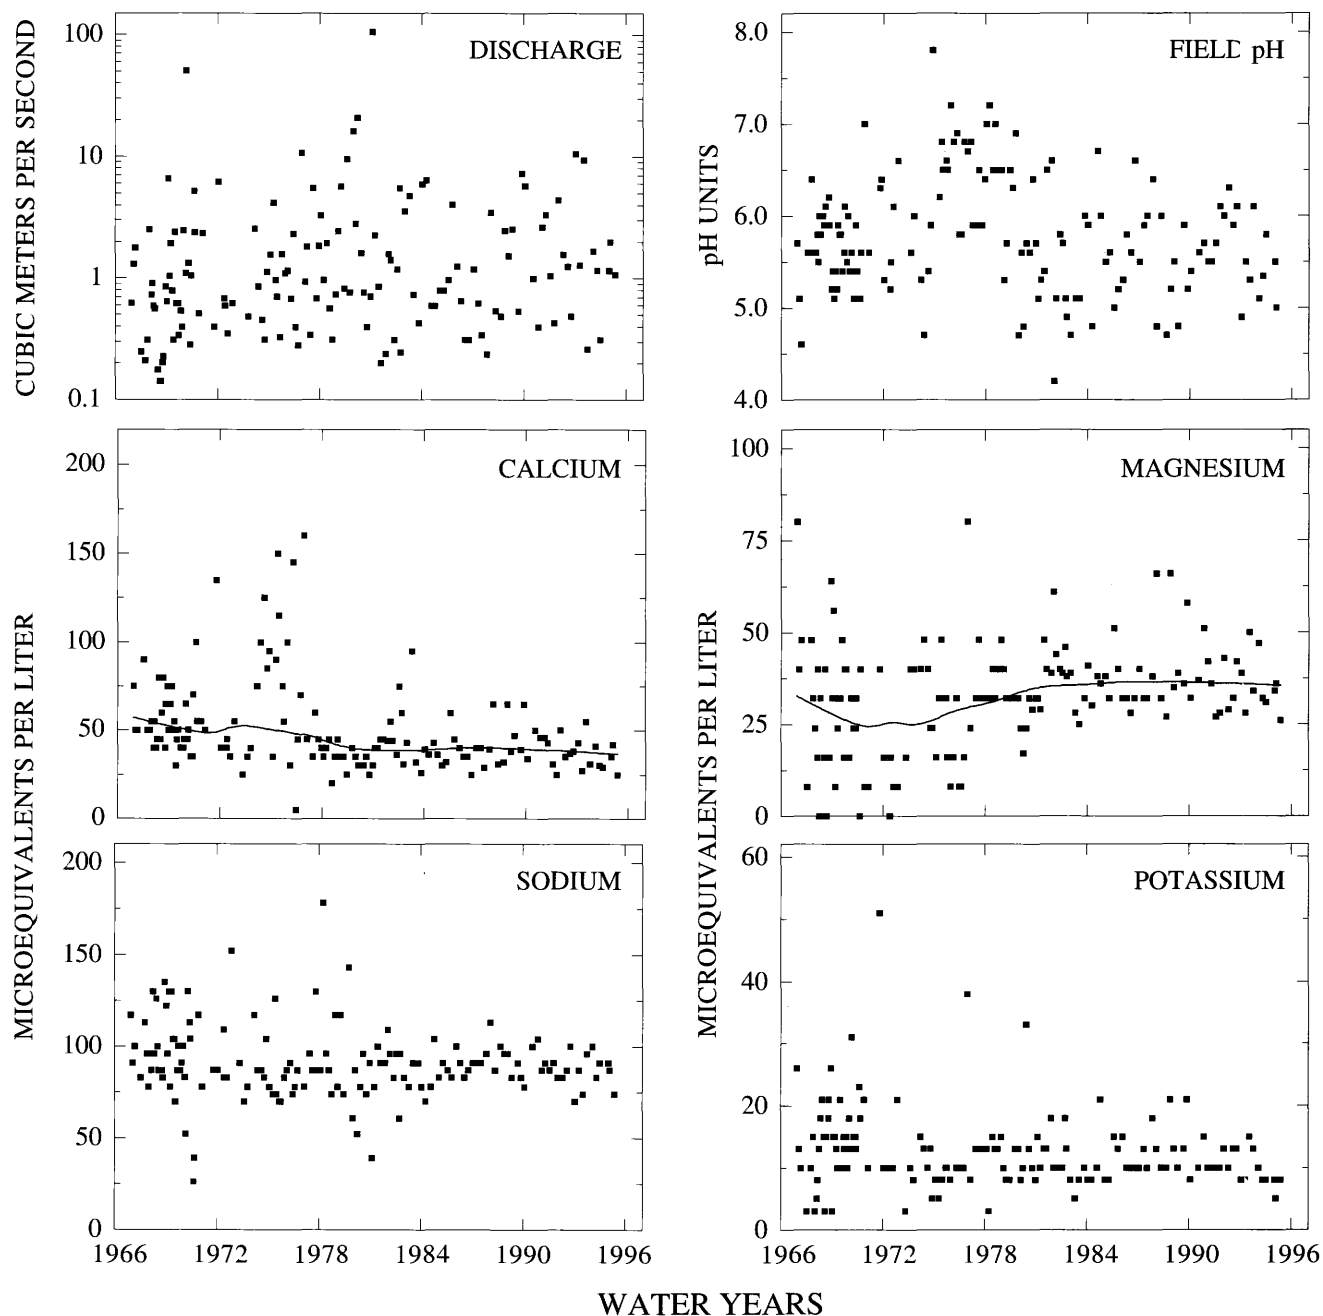 CUBIC METERS PER SECOND
100
10
1
0.1
DISCHARGE
pH UNITS
8.0
7.0
6.0
5.0
4.0
FIELD pH
MICROEQUIVALENTS PER LITER
200
150
100
50
0
CALCIUM
MICROEQUIVALENTS PER LITER
100
75
50
25
0
MAGNESIUM
200
150
100
50
0
SODIUM
60
40
20
0
POTASSIUM
1966 1972 1978 1984 1990 1996
1966 1972 1978 1984 1990 1996
WATER YEARS